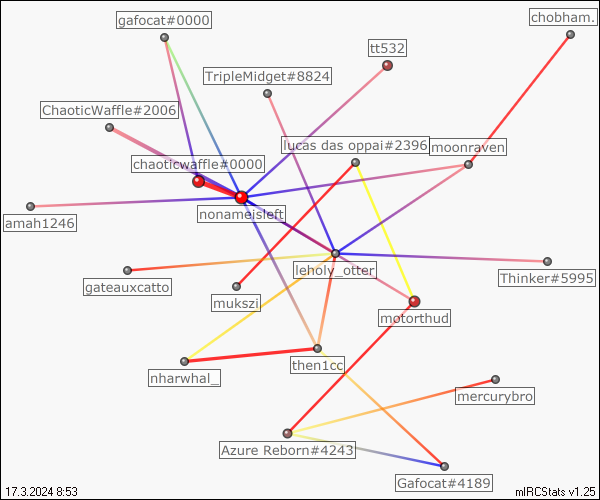 gafocat#0000
chobham.
tt532
TripleMidget#8824
ChaoticWaffle#2006
lucas das oppai#2396
moonraven
chaoticwaffle#0000
nonameisleft
amah1246
leholy_otter
Thinker#5995
gateauxcatto
mukszi
motorthud
then1cc
nharwhal_
mercurybro
Azure Reborn#4243
Gafocat#4189
17.3.2024 8:53
mIRCStats v1.25